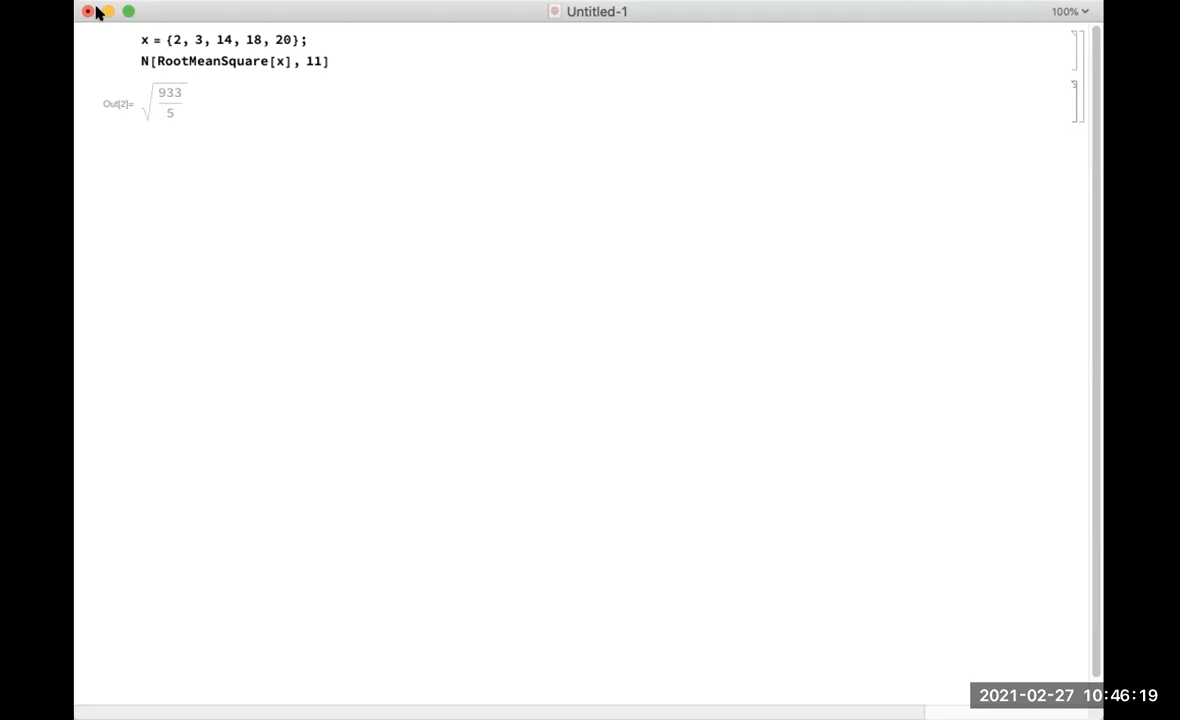 Untitled-1
100%
x = {2, 3, 14, 18, 20};
N[RootMeanSquare[x], 11]
Out[2]= √(933/5)
2021-02-27 10:46:19